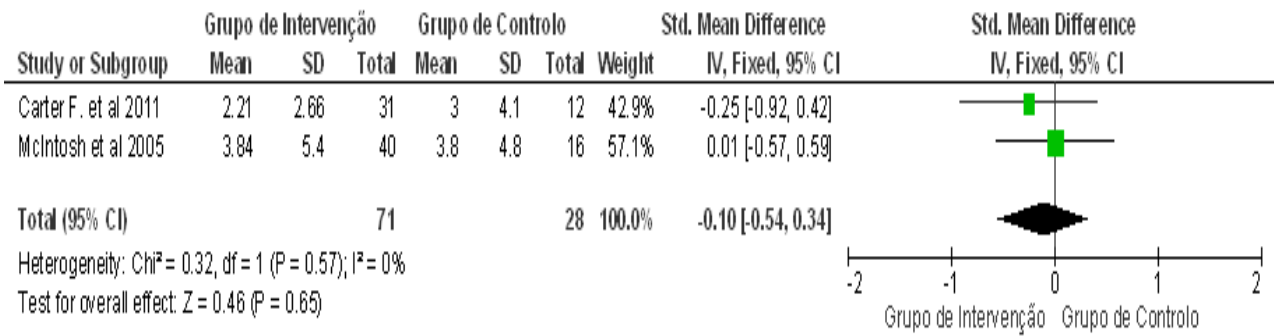 Grupo de Intervenção Grupo de Controlo Std. Mean Difference Std. Mean Difference
Study or Subgroup Mean SD Total Mean SD Total Weight IV, Fixed, 95% CI IV, Fixed, 95% CI
Carter F. et al 2011 2.21 2.66 31 3 4.1 12 42.9% -0.25 [-0.92, 0.42]
McIntosh et al 2005 3.84 5.4 40 3.8 4.8 16 57.1% 0.01 [-0.57, 0.59]
Total (95% CI) 71 28 100.0% -0.10 [-0.54, 0.34]
Heterogeneity: Chi² = 0.32, df = 1 (P = 0.57); I² = 0%
Test for overall effect: Z = 0.46 (P = 0.65)
-2 -1 0 1 2
Grupo de Intervenção Grupo de Controlo